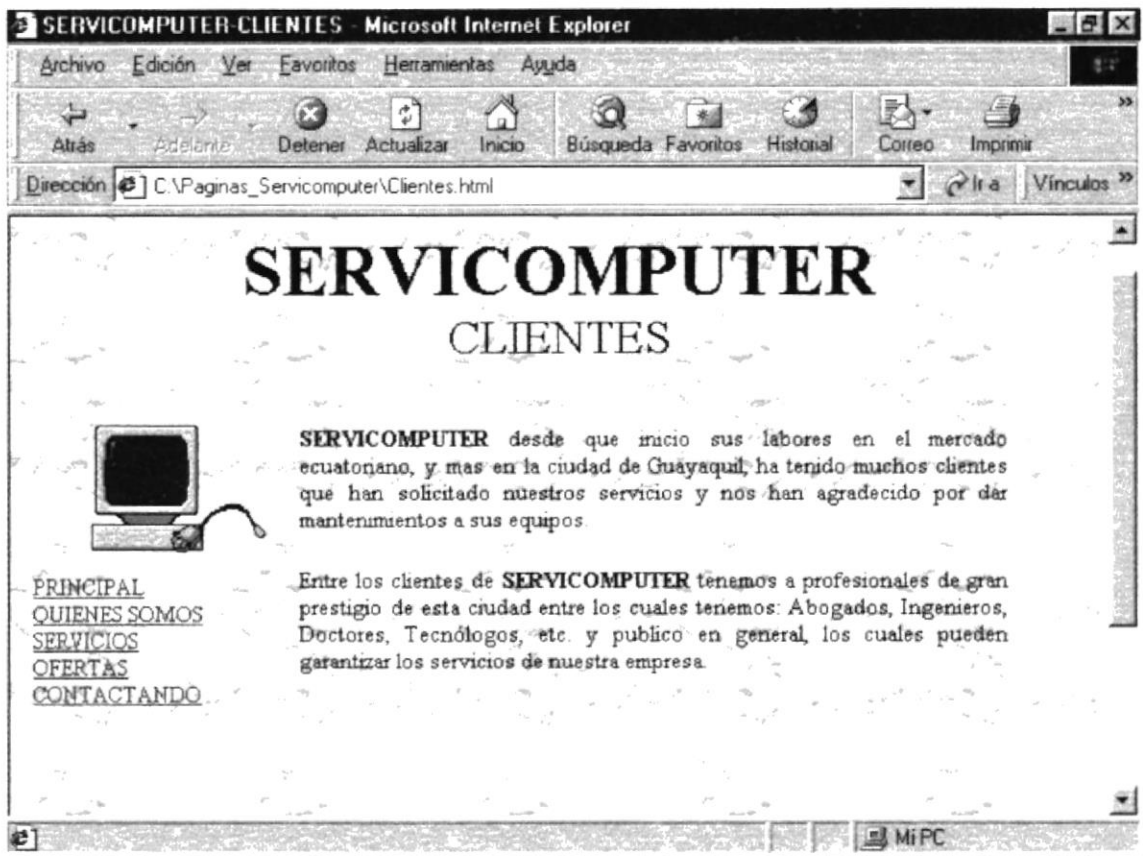 SERVICOMPUTER-CLIENTES - Microsoft Internet Explorer
Archivo Edición Ver Favoritos Herramientas Ayuda
Atrás Adelante Detener Actualizar Inicio Búsqueda Favoritos Historial Correo Imprimir »
Dirección C:\Paginas_Servicomputer\Clientes.html Ir a Vínculos »
SERVICOMPUTER
CLIENTES
SERVICOMPUTER desde que inicio sus labores en el mercado
ecuatoriano, y mas en la ciudad de Guayaquil, ha tenido muchos clientes
que han solicitado nuestros servicios y nos han agradecido por dar
mantenimientos a sus equipos.
Entre los clientes de SERVICOMPUTER tenemos a profesionales de gran
prestigio de esta ciudad entre los cuales tenemos: Abogados, Ingenieros,
Doctores, Tecnólogos, etc. y publico en general, los cuales pueden
garantizar los servicios de nuestra empresa.
PRINCIPAL
QUIENES SOMOS
SERVICIOS
OFERTAS
CONTACTANDO
Mi PC